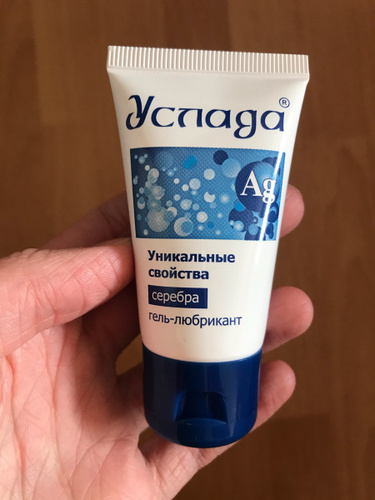 Услада®
Ag
Уникальные
свойства
серебра
гель-любрикант